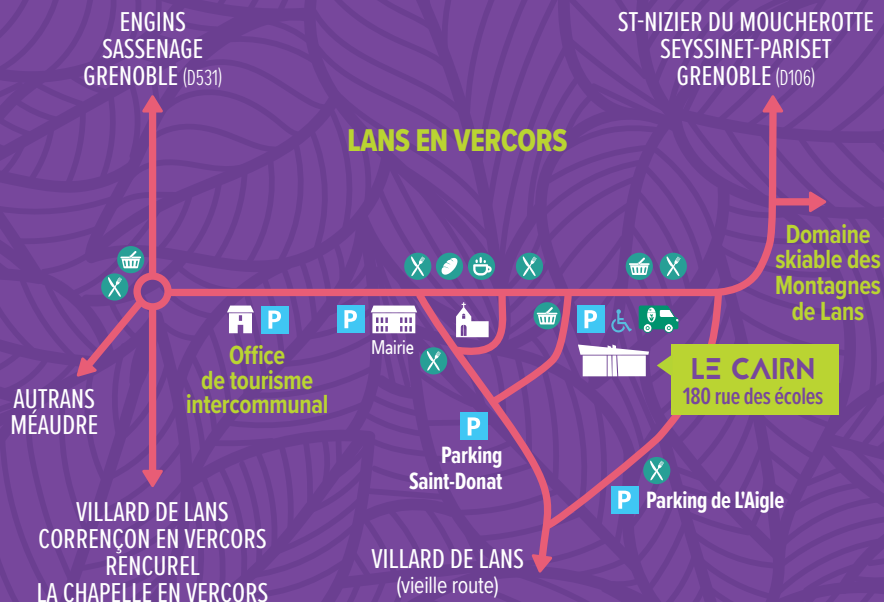 ENGINS
SASSENAGE
GRENOBLE (D531)
ST-NIZIER DU MOUCHEROTTE
SEYSSINET-PARISET
GRENOBLE (D106)
LANS EN VERCORS
Domaine
skiable des
Montagnes
de Lans
P
P
Mairie
P
Office
de tourisme
intercommunal
LE CAIRN
180 rue des écoles
AUTRANS
MÉAUDRE
P
Parking
Saint-Donat
P Parking de L'Aigle
VILLARD DE LANS
CORRENÇON EN VERCORS
RENCUREL
LA CHAPELLE EN VERCORS
VILLARD DE LANS
(vieille route)